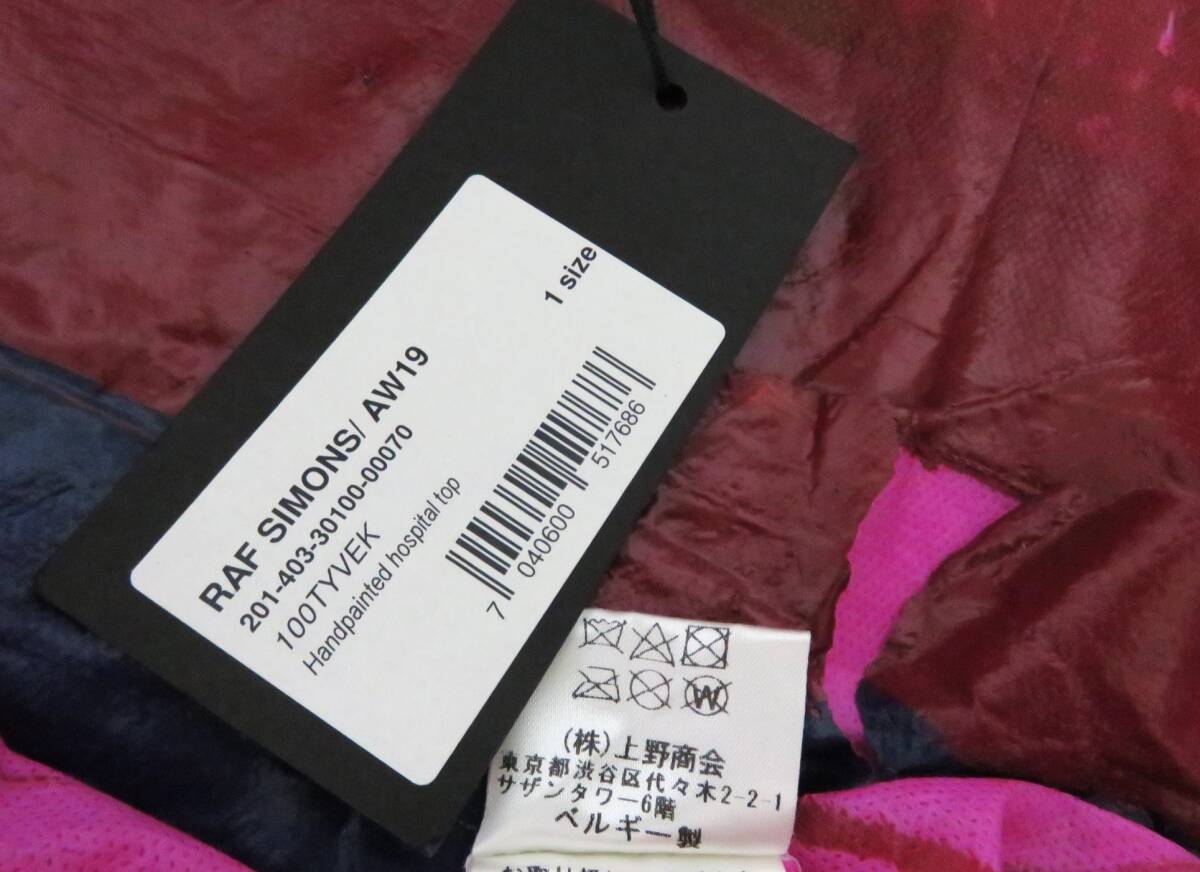 1 size
RAF SIMONS/ AW19
201-403-30100-00070
100TYVEK
Handpainted hospital top
7 040600 517686
W
(株)上野商会
東京都渋谷区代々木2-2-1
サザンタワー6階
ベルギー製